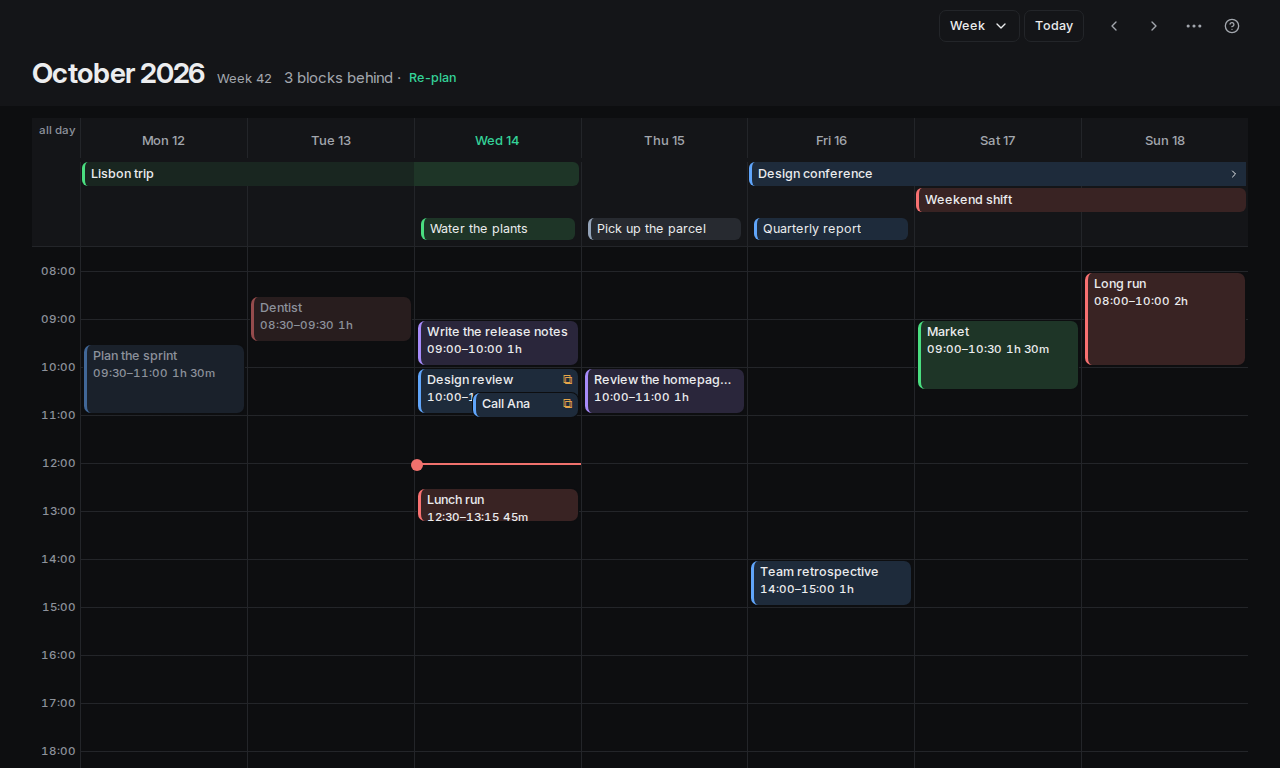 Week
Today
October 2026 Week 42 3 blocks behind · Re-plan
all day
Mon 12
Tue 13
Wed 14
Thu 15
Fri 16
Sat 17
Sun 18
Lisbon trip
Design conference
Weekend shift
Water the plants
Pick up the parcel
Quarterly report
08:00
09:00
10:00
11:00
12:00
13:00
14:00
15:00
16:00
17:00
18:00
Plan the sprint
09:30–11:00 1h 30m
Dentist
08:30–09:30 1h
Write the release notes
09:00–10:00 1h
Design review
10:00–1
Call Ana
Lunch run
12:30–13:15 45m
Review the homepag...
10:00–11:00 1h
Team retrospective
14:00–15:00 1h
Market
09:00–10:30 1h 30m
Long run
08:00–10:00 2h